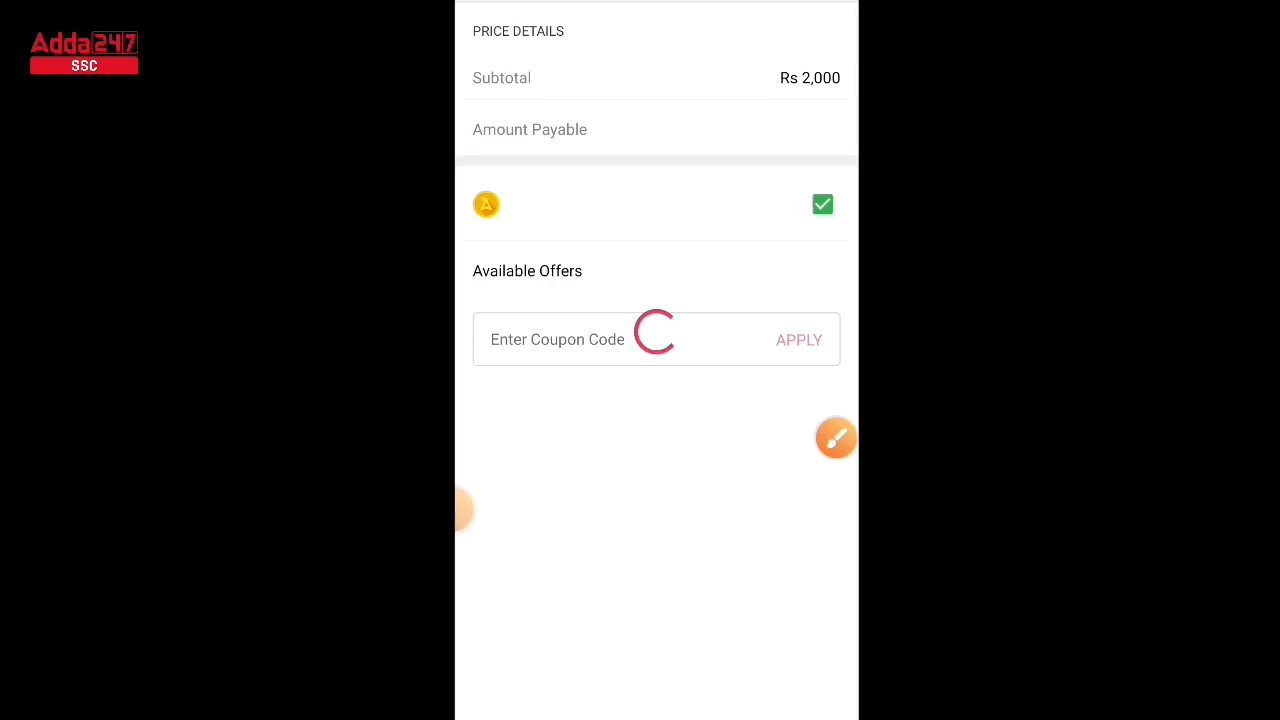 Adda247
SSC
PRICE DETAILS
Subtotal Rs 2,000
Amount Payable
Available Offers
Enter Coupon Code APPLY